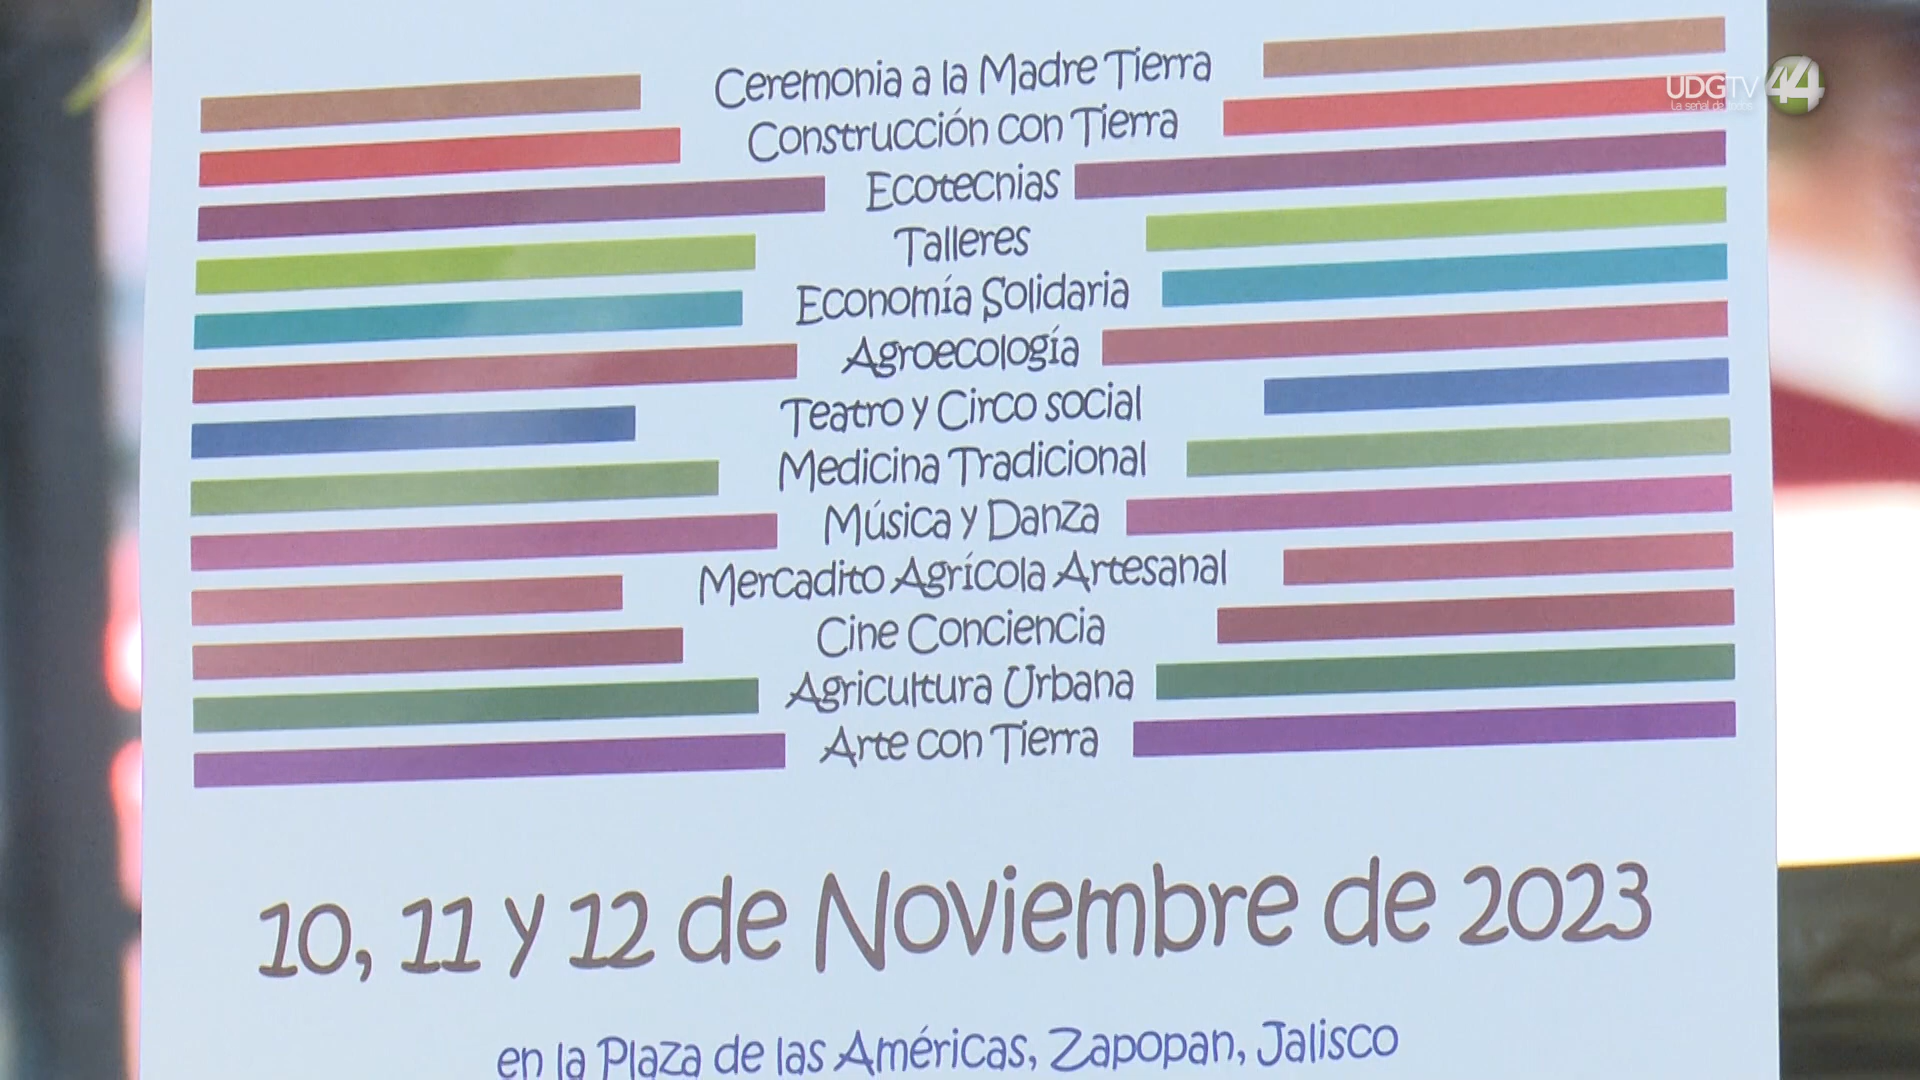 Ceremonia a la Madre Tierra
UDGTV 44
Construcción con Tierra
Ecotecnias
Talleres
Economía Solidaria
Agroecología
Teatro y Circo social
Medicina Tradicional
Música y Danza
Mercadito Agrícola Artesanal
Cine Conciencia
Agricultura Urbana
Arte con Tierra
10, 11 y 12 de Noviembre de 2023
en la Plaza de las Américas, Zapopan, Jalisco